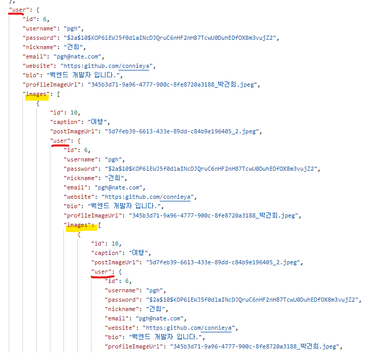 },
"user": {
"id": 6,
"username": "pgh",
"password": "$2a$10$KOP6iEWJ5f0dlaINcDJQruC6nHF2nH87TcwU0DuhEDfOX8m3vujZ2",
"nickname": "건희",
"email": "pgh@nate.com",
"website": "https:github.com/connieya",
"bio": "백엔드 개발자 입니다.",
"profileImageUrl": "345b3d71-9a96-4777-900c-8fe8720a3188_박건희.jpeg",
"images": [
{
"id": 10,
"caption": "여행",
"postImageUrl": "5d7feb39-6613-433e-89dd-c84b9e196405_2.jpeg",
"user": {
"id": 6,
"username": "pgh",
"password": "$2a$10$KOP6iEWJ5f0dlaINcDJQruC6nHF2nH87TcwU0DuhEDfOX8m3vujZ2",
"nickname": "건희",
"email": "pgh@nate.com",
"website": "https:github.com/connieya",
"bio": "백엔드 개발자 입니다.",
"profileImageUrl": "345b3d71-9a96-4777-900c-8fe8720a3188_박건희.jpeg",
"images": [
{
"id": 10,
"caption": "여행",
"postImageUrl": "5d7feb39-6613-433e-89dd-c84b9e196405_2.jpeg",
"user": {
"id": 6,
"username": "pgh",
"password": "$2a$10$KOP6iEWJ5f0dlaINcDJQruC6nHF2nH87TcwU0DuhEDfOX8m3vujZ2",
"nickname": "건희",
"email": "pgh@nate.com",
"website": "https:github.com/connieya",
"bio": "백엔드 개발자 입니다.",
"profileImageUrl": "345b3d71-9a96-4777-900c-8fe8720a3188_박건희.jpeg",